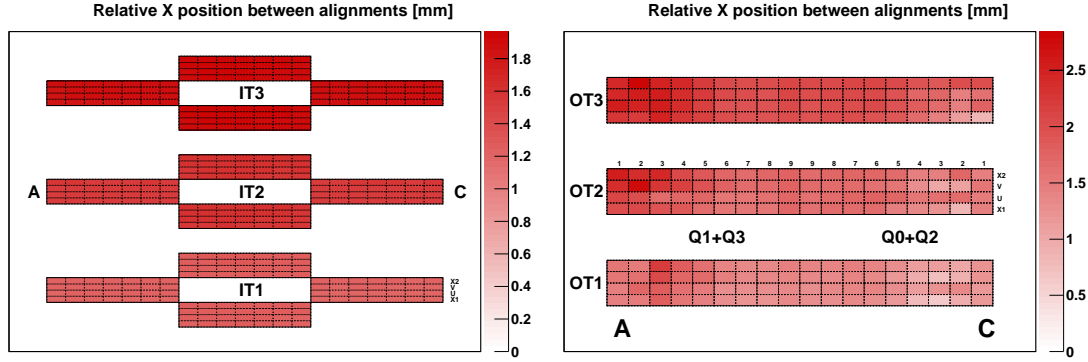 Relative X position between alignments [mm]
IT3
A
IT2
C
IT1
X2
V
U
X1
1.8
1.6
1.4
1.2
1
0.8
0.6
0.4
0.2
0
Relative X position between alignments [mm]
OT3
1 2 3 4 5 6 7 8 9 9 8 7 6 5 4 3 2 1
OT2
X2
V
U
X1
Q1+Q3 Q0+Q2
OT1
A C
2.5
2
1.5
1
0.5
0